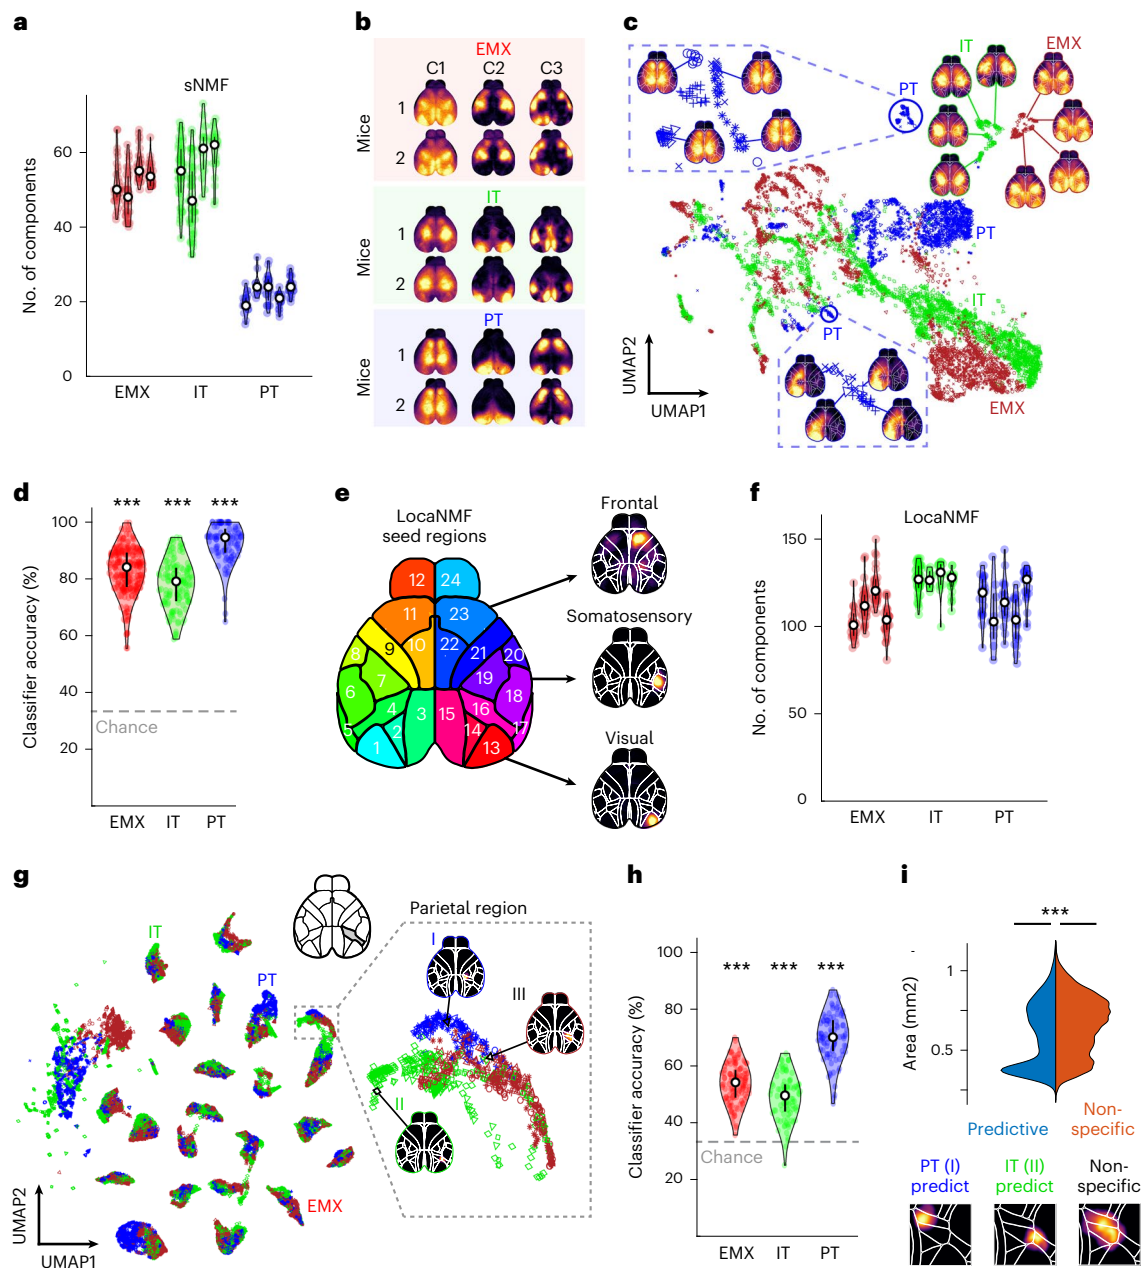 a
sNMF
No. of components
60
40
20
0
EMX
IT
PT
b
EMX
C1
C2
C3
Mice
1
2
IT
Mice
1
2
PT
Mice
1
2
c
IT
EMX
PT
PT
IT
PT
EMX
UMAP2
UMAP1
d
***
***
***
Classifier accuracy (%)
100
80
60
40
20
Chance
EMX
IT
PT
e
LocaNMF
seed regions
12
24
11
23
10
22
9
21
8
20
7
19
6
18
4
16
3
15
5
17
2
14
1
13
Frontal
Somatosensory
Visual
f
LocaNMF
No. of components
150
100
50
0
EMX
IT
PT
g
IT
PT
EMX
UMAP2
UMAP1
Parietal region
I
III
II
h
***
***
***
Classifier accuracy (%)
100
80
60
40
20
Chance
EMX
IT
PT
i
***
Area (mm2)
1
0.5
Predictive
Non-
specific
PT (I)
predict
IT (II)
predict
Non-
specific